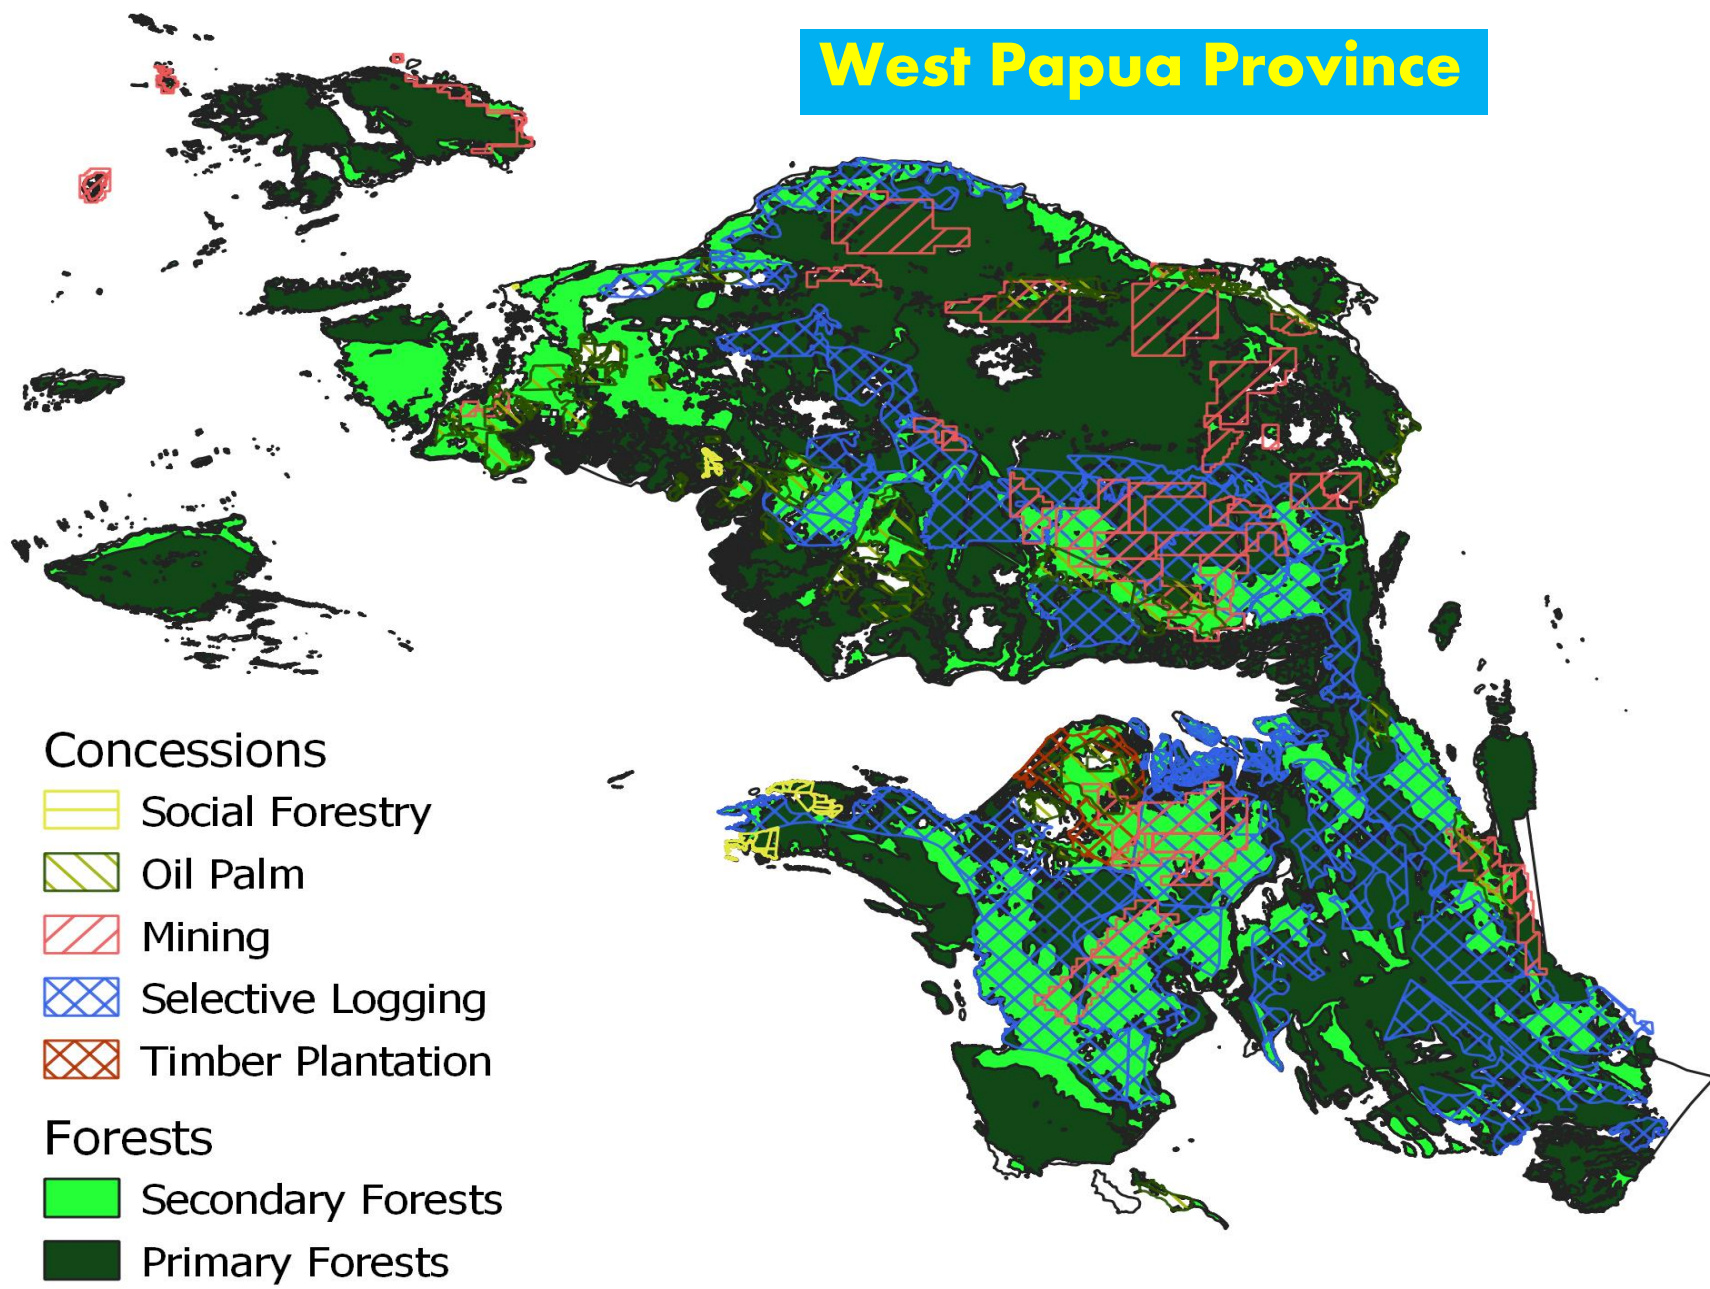 West Papua Province
Concessions
Social Forestry
Oil Palm
Mining
Selective Logging
Timber Plantation
Forests
Secondary Forests
Primary Forests